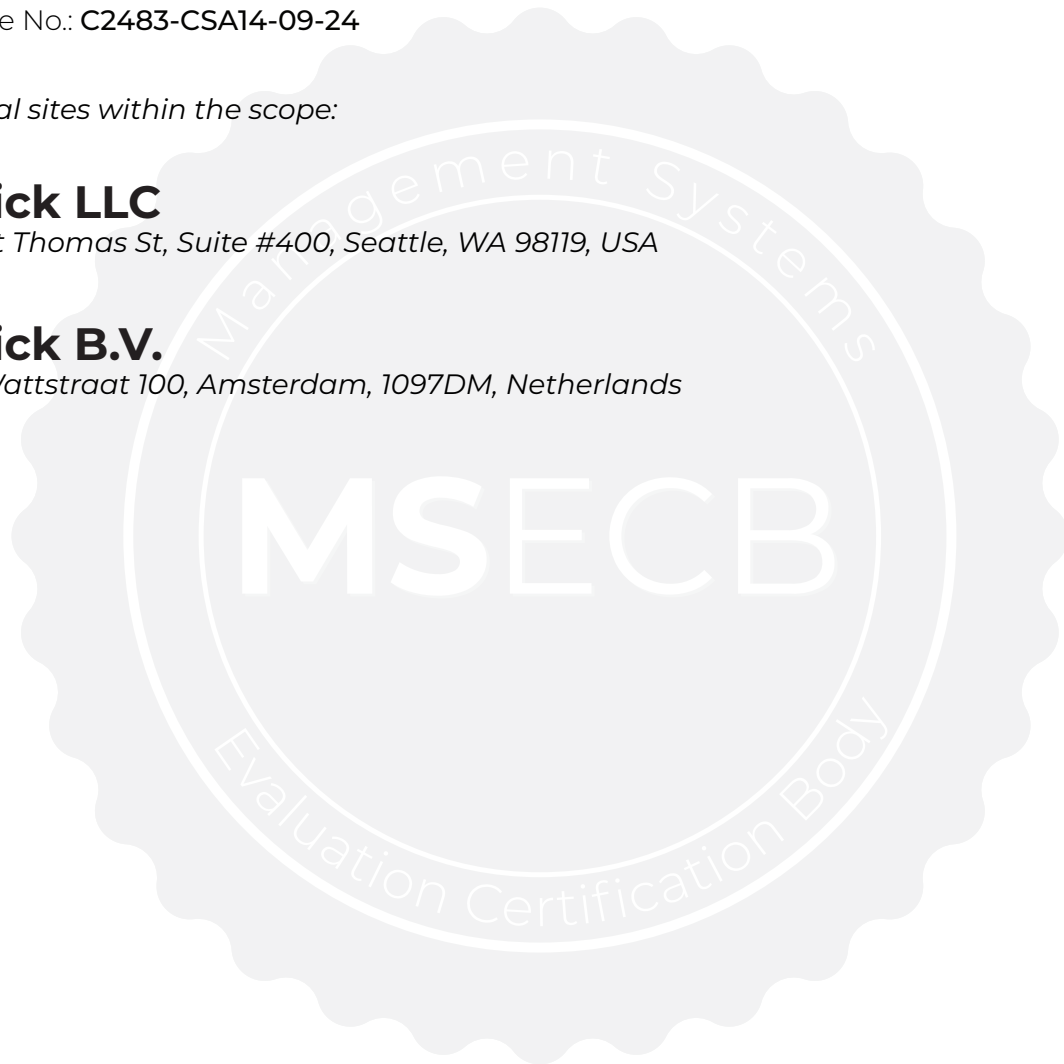 e No.: C2483-CSA14-09-24
al sites within the scope:
ick LLC
t Thomas St, Suite #400, Seattle, WA 98119, USA
ick B.V.
Wattstraat 100, Amsterdam, 1097DM, Netherlands
Management Systems
MSECB
Evaluation Certification Body